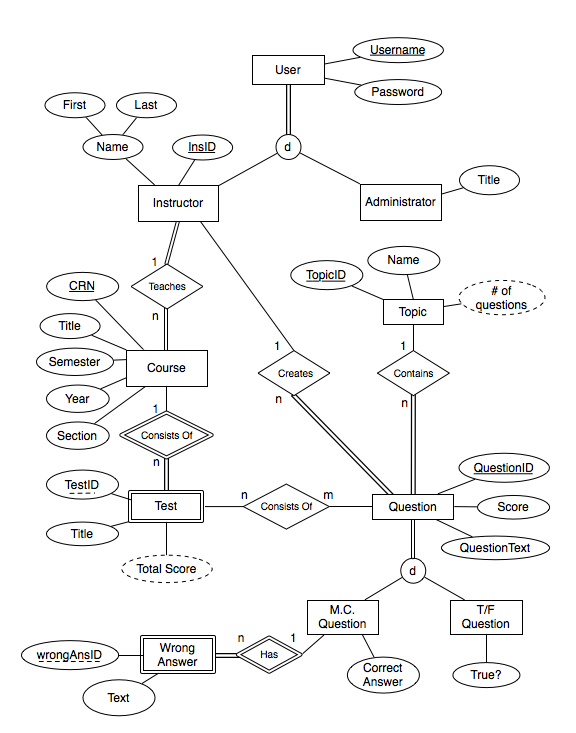 Username
User
Password
First
Last
Name
InsID
d
Title
Instructor
Administrator
Name
TopicID
# of
questions
1
Teaches
CRN
Topic
n
Title
1
1
Semester
Course
Creates
Contains
Year
n
n
1
Section
Consists Of
n
QuestionID
TestID
n
m
Test
Consists Of
Question
Score
Title
QuestionText
Total Score
d
M.C.
Question
T/F
Question
n
1
wrongAnsID
Wrong
Answer
Has
Correct
Answer
True?
Text